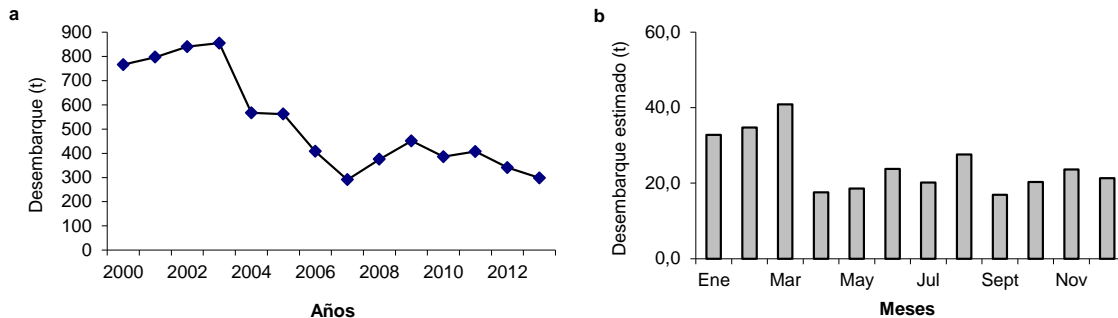 a
Desembarque (t)
900
800
700
600
500
400
300
200
100
0
2000 2002 2004 2006 2008 2010 2012
Años
b
Desembarque estimado (t)
60,0
40,0
20,0
0,0
Ene Mar May Jul Sept Nov
Meses